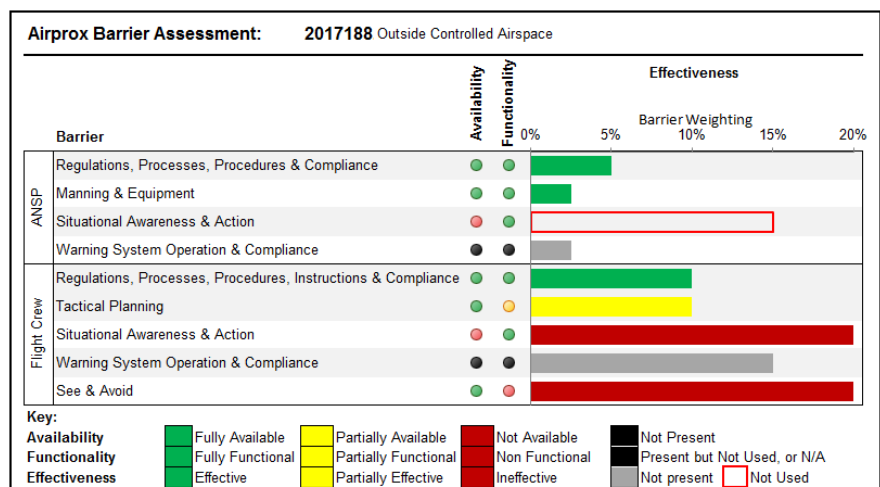 Airprox Barrier Assessment: 2017188 Outside Controlled Airspace
Availability
Functionality
Effectiveness
Barrier Weighting
Barrier
0% 5% 10% 15% 20%
ANSP
Regulations, Processes, Procedures & Compliance
Manning & Equipment
Situational Awareness & Action
Warning System Operation & Compliance
Flight Crew
Regulations, Processes, Procedures, Instructions & Compliance
Tactical Planning
Situational Awareness & Action
Warning System Operation & Compliance
See & Avoid
Key:
Availability Fully Available Partially Available Not Available Not Present
Functionality Fully Functional Partially Functional Non Functional Present but Not Used, or N/A
Effectiveness Effective Partially Effective Ineffective Not present Not Used